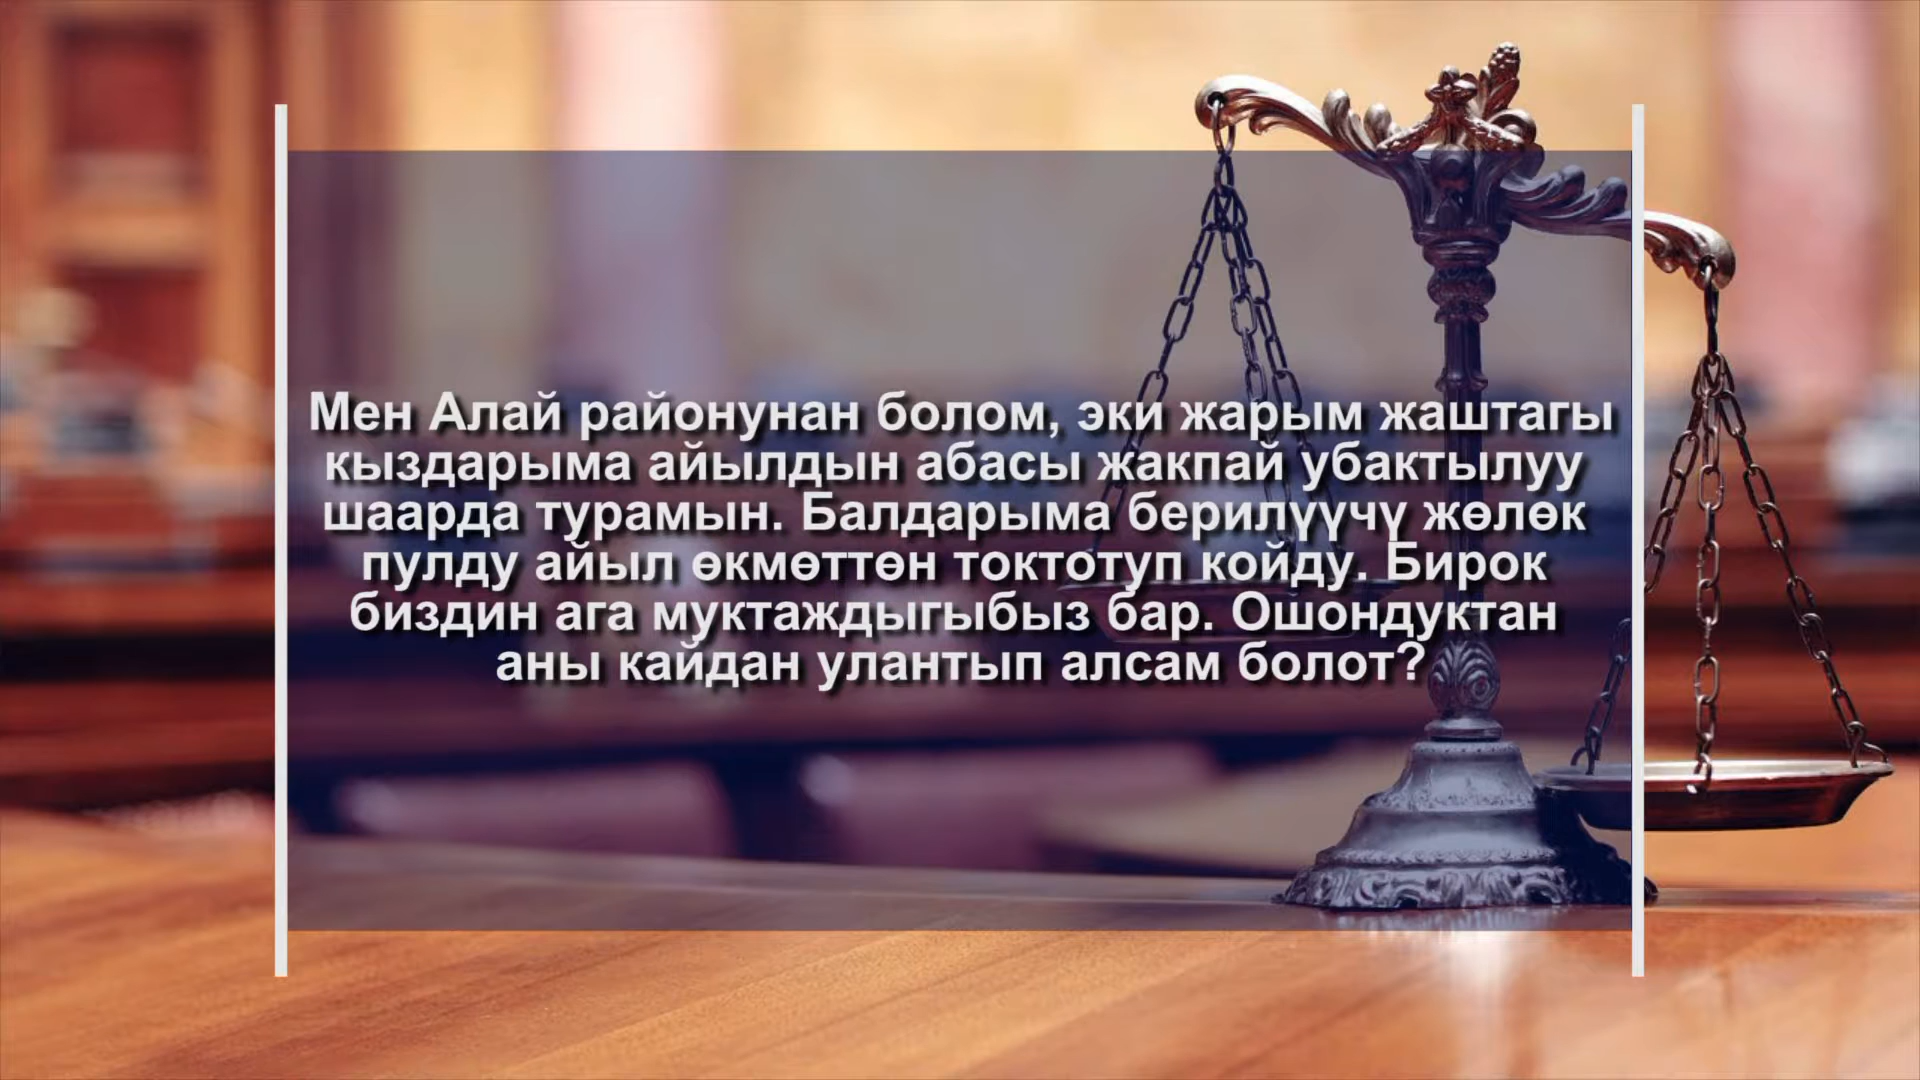 Мен Алай районунан болом, эки жарым жаштагы
кыздарыма айылдын абасы жакпай убактылуу
шаарда турамын. Балдарыма берилүүчү жөлөк
пулду айыл өкмөттөн токтотуп койду. Бирок
биздин ага муктаждыгыбыз бар. Ошондуктан
аны кайдан улантып алсам болот?